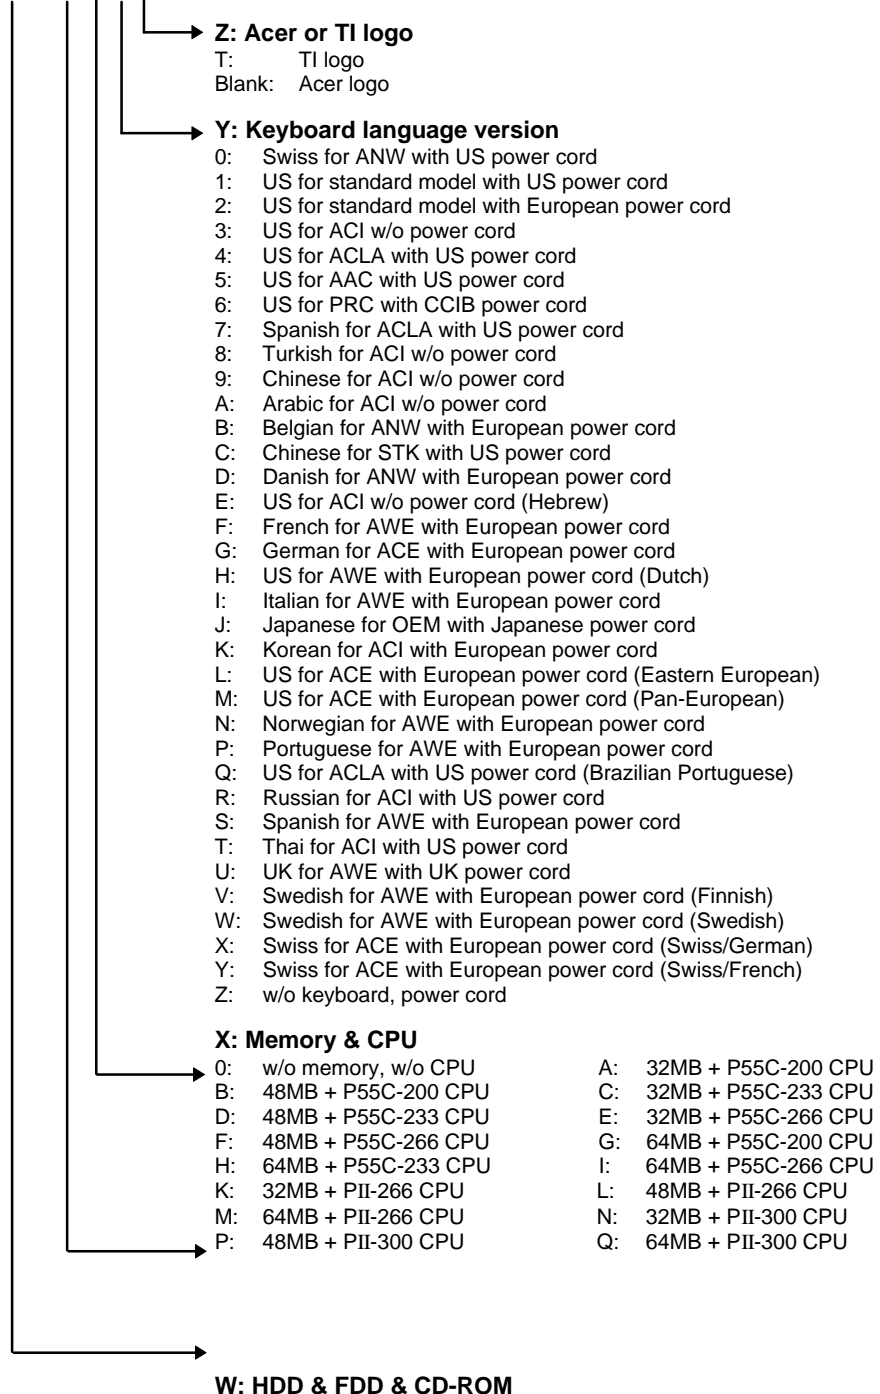 Z: Acer or TI logo
T: TI logo
Blank: Acer logo
Y: Keyboard language version
0: Swiss for ANW with US power cord
1: US for standard model with US power cord
2: US for standard model with European power cord
3: US for ACI w/o power cord
4: US for ACLA with US power cord
5: US for AAC with US power cord
6: US for PRC with CCIB power cord
7: Spanish for ACLA with US power cord
8: Turkish for ACI w/o power cord
9: Chinese for ACI w/o power cord
A: Arabic for ACI w/o power cord
B: Belgian for ANW with European power cord
C: Chinese for STK with US power cord
D: Danish for ANW with European power cord
E: US for ACI w/o power cord (Hebrew)
F: French for AWE with European power cord
G: German for ACE with European power cord
H: US for AWE with European power cord (Dutch)
I: Italian for AWE with European power cord
J: Japanese for OEM with Japanese power cord
K: Korean for ACI with European power cord
L: US for ACE with European power cord (Eastern European)
M: US for ACE with European power cord (Pan-European)
N: Norwegian for AWE with European power cord
P: Portuguese for AWE with European power cord
Q: US for ACLA with US power cord (Brazilian Portuguese)
R: Russian for ACI with US power cord
S: Spanish for AWE with European power cord
T: Thai for ACI with US power cord
U: UK for AWE with UK power cord
V: Swedish for AWE with European power cord (Finnish)
W: Swedish for AWE with European power cord (Swedish)
X: Swiss for ACE with European power cord (Swiss/German)
Y: Swiss for ACE with European power cord (Swiss/French)
Z: w/o keyboard, power cord
X: Memory & CPU
0: w/o memory, w/o CPU A: 32MB + P55C-200 CPU
B: 48MB + P55C-200 CPU C: 32MB + P55C-233 CPU
D: 48MB + P55C-233 CPU E: 32MB + P55C-266 CPU
F: 48MB + P55C-266 CPU G: 64MB + P55C-200 CPU
H: 64MB + P55C-233 CPU I: 64MB + P55C-266 CPU
K: 32MB + PII-266 CPU L: 48MB + PII-266 CPU
M: 64MB + PII-266 CPU N: 32MB + PII-300 CPU
P: 48MB + PII-300 CPU Q: 64MB + PII-300 CPU
W: HDD & FDD & CD-ROM